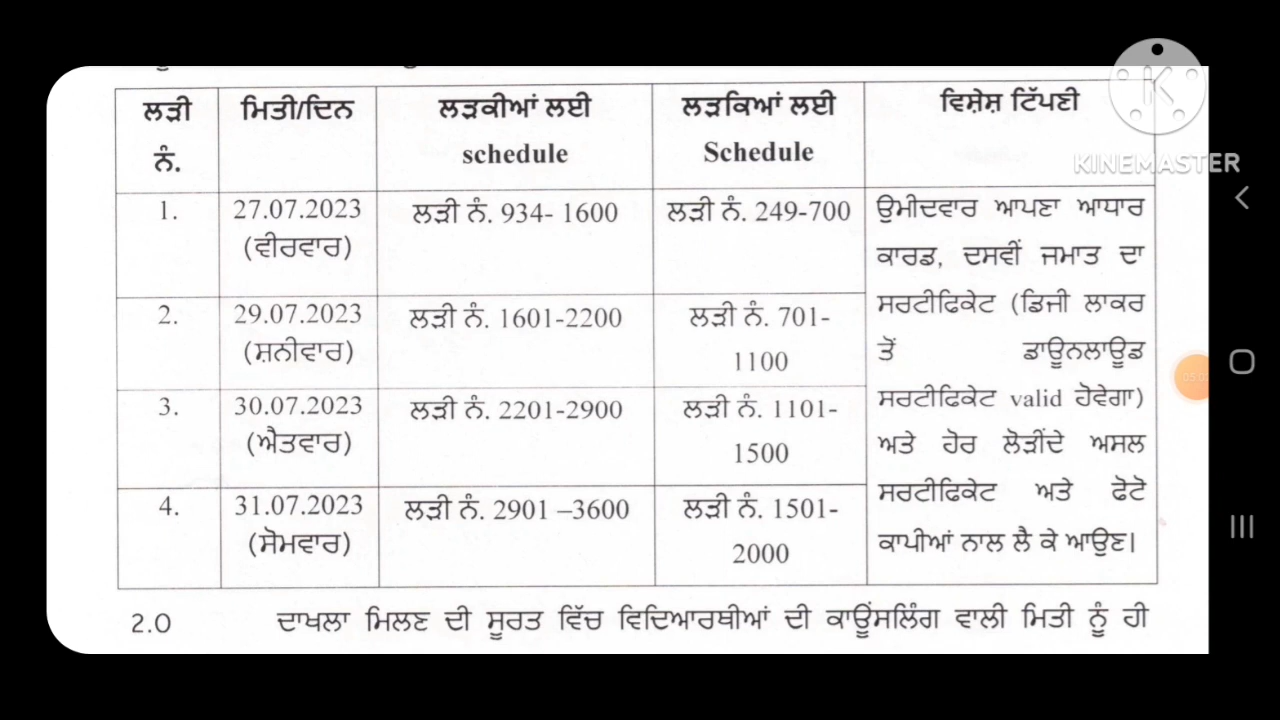 ਲੜੀ ਨੰ. ਮਿਤੀ/ਦਿਨ ਲੜਕੀਆਂ ਲਈ schedule ਲੜਕਿਆਂ ਲਈ Schedule ਵਿਸ਼ੇਸ਼ ਟਿੱਪਣੀ
1. 27.07.2023 (ਵੀਰਵਾਰ) ਲੜੀ ਨੰ. 934- 1600 ਲੜੀ ਨੰ. 249-700
2. 29.07.2023 (ਸ਼ਨੀਵਾਰ) ਲੜੀ ਨੰ. 1601-2200 ਲੜੀ ਨੰ. 701-1100
3. 30.07.2023 (ਐਤਵਾਰ) ਲੜੀ ਨੰ. 2201-2900 ਲੜੀ ਨੰ. 1101-1500
4. 31.07.2023 (ਸੋਮਵਾਰ) ਲੜੀ ਨੰ. 2901 –3600 ਲੜੀ ਨੰ. 1501-2000
ਉਮੀਦਵਾਰ ਆਪਣਾ ਆਧਾਰ
ਕਾਰਡ, ਦਸਵੀਂ ਜਮਾਤ ਦਾ
ਸਰਟੀਫਿਕੇਟ (ਡਿਜੀ ਲਾਕਰ
ਤੋਂ ਡਾਊਨਲਾਊਡ
ਸਰਟੀਫਿਕੇਟ valid ਹੋਵੇਗਾ)
ਅਤੇ ਹੋਰ ਲੋੜੀਂਦੇ ਅਸਲ
ਸਰਟੀਫਿਕੇਟ ਅਤੇ ਫੋਟੋ
ਕਾਪੀਆਂ ਨਾਲ ਲੈ ਕੇ ਆਉਣ।
2.0 ਦਾਖਲਾ ਮਿਲਣ ਦੀ ਸੂਰਤ ਵਿੱਚ ਵਿਦਿਆਰਥੀਆਂ ਦੀ ਕਾਊਂਸਲਿੰਗ ਵਾਲੀ ਮਿਤੀ ਨੂੰ ਹੀ
KINEMASTER